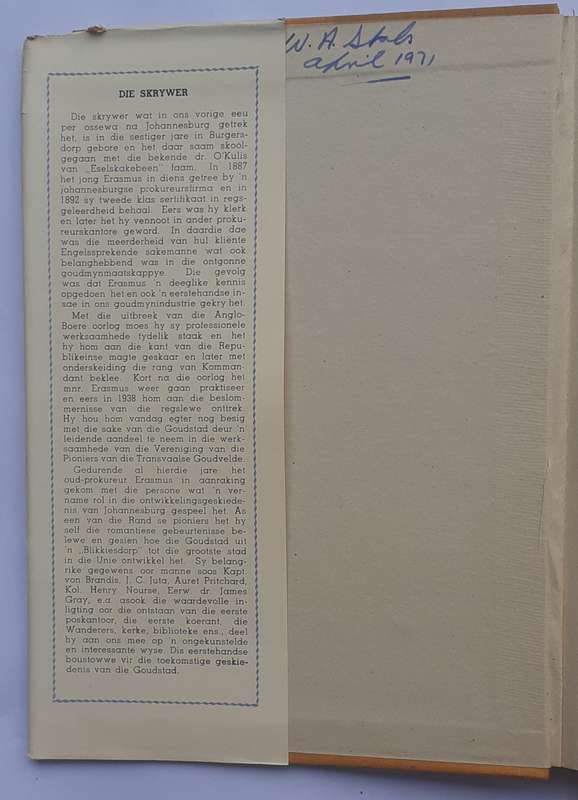 DIE SKRYWER
Die skrywer wat in ons vorige eeu
per ossewa na Johannesburg getrek
het, is in die sestiger jare in Burgers-
dorp gebore en het daar saam skool-
gegaan met die bekende dr. O'Kulis
van „Eselskakebeen" faam. In 1887
het jong Erasmus in diens getree by 'n
johannesburgse prokureursfirma en in
1892 sy tweede klas sertifikaat in regs-
geleerdheid behaal. Eers was hy klerk
en later het hy vennoot in ander proku-
reurskantore geword. In daardie dae
was die meerderheid van hul kliënte
Engelssprekende sakemanne wat ook
belanghebbend was in die ontgonne
goudmynmaatskappye. Die gevolg
was dat Erasmus 'n deeglike kennis
opgedoen het en ook 'n eerstehandse in-
sae in ons goudmynindustrie gekry het.
Met die uitbreek van die Anglo-
Boere oorlog moes hy sy professionele
werksaamhede tydelik staak en het
hy hom aan die kant van die Repu-
blikeinse magte geskaar en later met
onderskeiding die rang van Komman-
dant beklee. Kort na die oorlog het
mnr. Erasmus weer gaan praktiseer
en eers in 1938 hom aan die beslom-
mernisse van die regslewe onttrek.
Hy hou hom vandag egter nog besig
met die sake van die Goudstad deur 'n
leidende aandeel te neem in die werk-
saamhede van die Vereniging van die
Pioniers van die Transvaalse Goudvelde.
Gedurende al hierdie jare het
oud-prokureur Erasmus in aanraking
gekom met die persone wat 'n ver-
name rol in die ontwikkelingsgeskiede-
nis van Johannesburg gespeel het. As
een van die Rand se pioniers het hy
self die romantiese gebeurtenisse be-
lewe en gesien hoe die Goudstad uit
'n „Blikkiesdorp" tot die grootste stad
in die Unie ontwikkel het. Sy belang-
rike gegewens oor manne soos Kapt.
von Brandis, J. C. Juta, Auret Pritchard,
Kol. Henry Nourse, Eerw. dr. James
Gray, e.a. asook die waardevolle in-
ligting oor die ontstaan van die eerste
poskantoor, die eerste koerant, die
Wanderers, kerke, biblioteke ens., deel
hy aan ons mee op 'n ongekunstelde
en interessante wyse. Dis eerstehandse
boustowwe vir die toekomstige geskie-
denis van die Goudstad.
W. A. Stals
April 1971